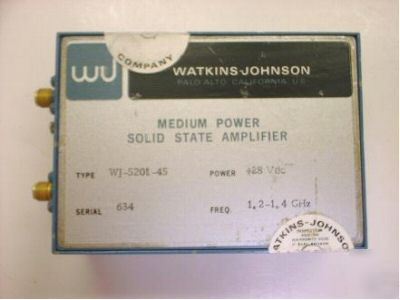 COMPANY
WJ
WATKINS-JOHNSON
PALO ALTO, CALIFORNIA, U.S.
MEDIUM POWER
SOLID STATE AMPLIFIER
TYPE WJ-5201-45 POWER +28 Vdc
SERIAL 634 FREQ. 1.2-1.4 GHz
WATKINS-JOHNSON